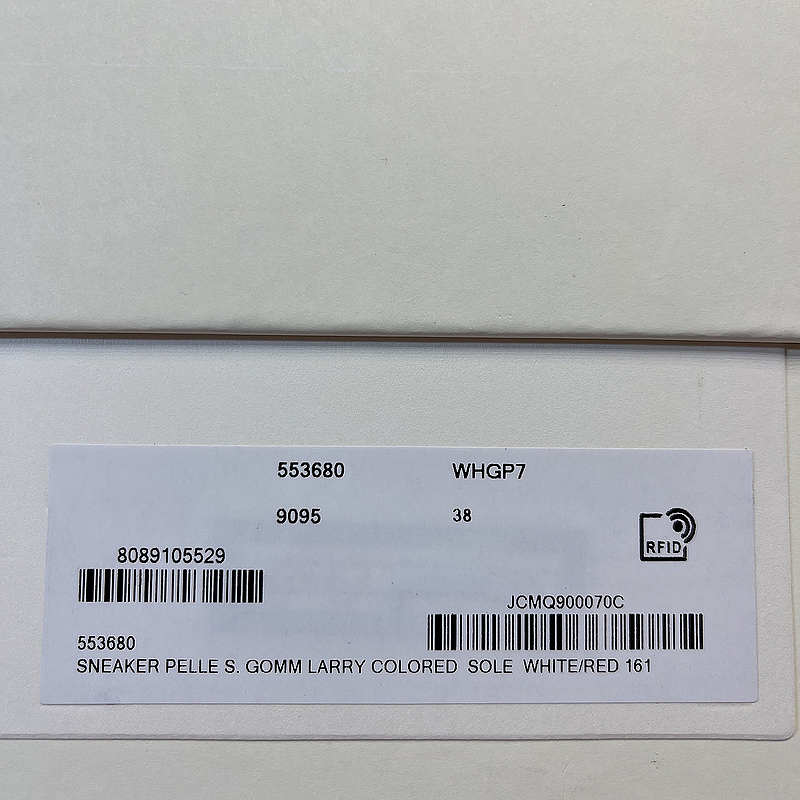 553680 WHGP7
9095 38
RFID
8089105529
JCMQ900070C
553680
SNEAKER PELLE S. GOMM LARRY COLORED SOLE WHITE/RED 161